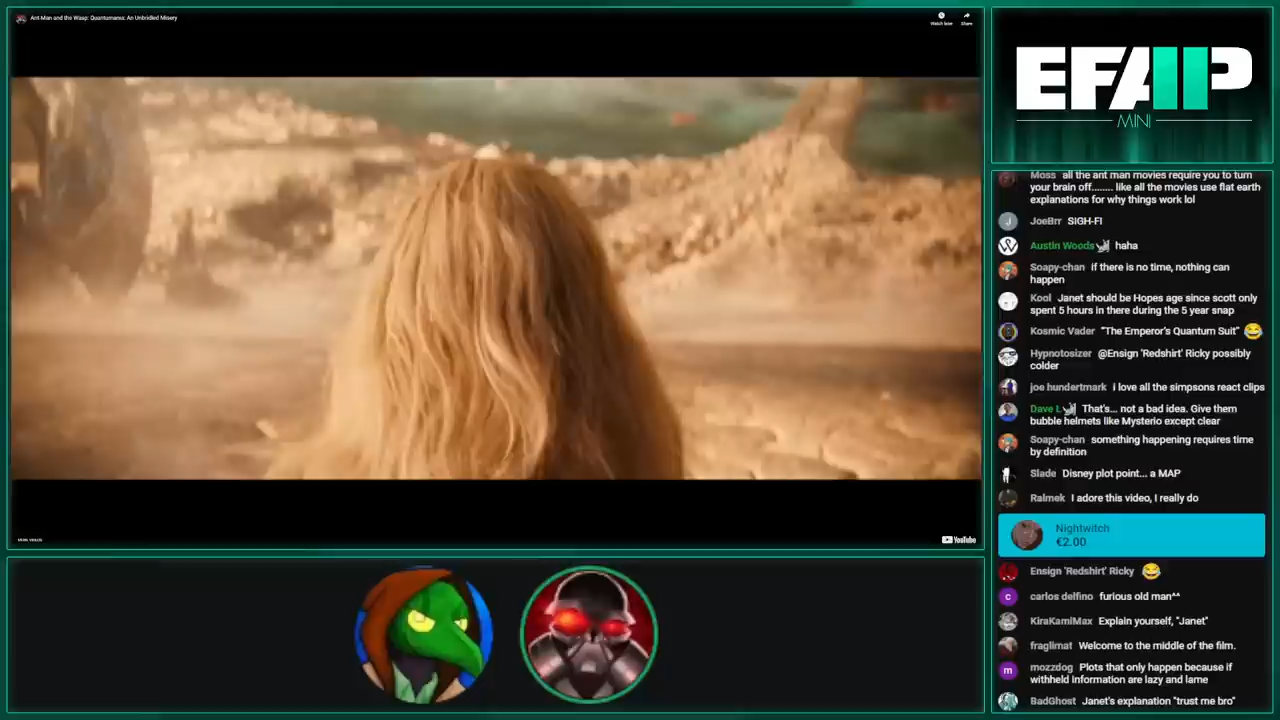 Ant-Man and the Wasp: Quantumania: An Unbridled Misery
Watch later
Share
MORE VIDEOS
YouTube
EFAP
MINI
Moss all the ant man movies require you to turn
your brain off........ like all the movies use flat earth
explanations for why things work lol
JoeBrr SIGH-FI
Austin Woods haha
Soapy-chan if there is no time, nothing can
happen
Kool Janet should be Hopes age since scott only
spent 5 hours in there during the 5 year snap
Kosmic Vader "The Emperor's Quantum Suit" 😂
Hypnotosizer @Ensign 'Redshirt' Ricky possibly
colder
joe hundertmark i love all the simpsons react clips
Dave L That's... not a bad idea. Give them
bubble helmets like Mysterio except clear
Soapy-chan something happening requires time
by definition
Slade Disney plot point... a MAP
Ralmek I adore this video, I really do
Nightwitch
€2.00
Ensign 'Redshirt' Ricky 😂
carlos delfino furious old man^^
KiraKamiMax Explain yourself, "Janet"
fraglimat Welcome to the middle of the film.
mozzdog Plots that only happen because if
withheld information are lazy and lame
BadGhost Janet's explanation "trust me bro"